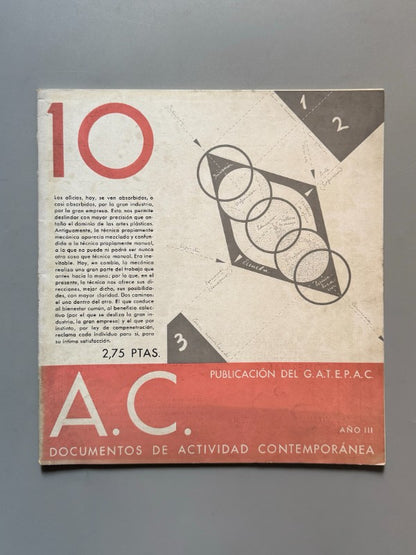 10
1
2
Los oficios, hoy, se ven absorbidos, o
casi absorbidos, por la gran industria,
por la gran empresa. Esto nos permite
deslindar con mayor precisión que an-
taño el dominio de las artes plásticas.
Antiguamente, la técnica propiamente
mecánica aparecía mezclada y confun-
dida a la técnica propiamente manual,
a la que no puede ni podrá ser nunca
otra cosa que técnica manual. Era ine-
vitable. Hoy, en cambio, la mecánica
realiza una gran parte del trabajo que
antes hacía la mano; por lo que, en el
presente, la técnica nos ofrece sus di-
recciones, mejor dicho, sus posibilida-
des, con mayor claridad. Dos caminos:
el uno dentro del otro. El que conduce
al bienestar común, al beneficio colec-
tivo (por el que se desliza la gran in-
dustria, la gran empresa) y el que por
instinto, por ley de compenetración,
reclama cada individuo para sí, para
su íntima satisfacción.
2,75 PTAS.
3
Escuela
PUBLICACIÓN DEL G.A.T.E.P.A.C.
A.C.
AÑO III
DOCUMENTOS DE ACTIVIDAD CONTEMPORÁNEA